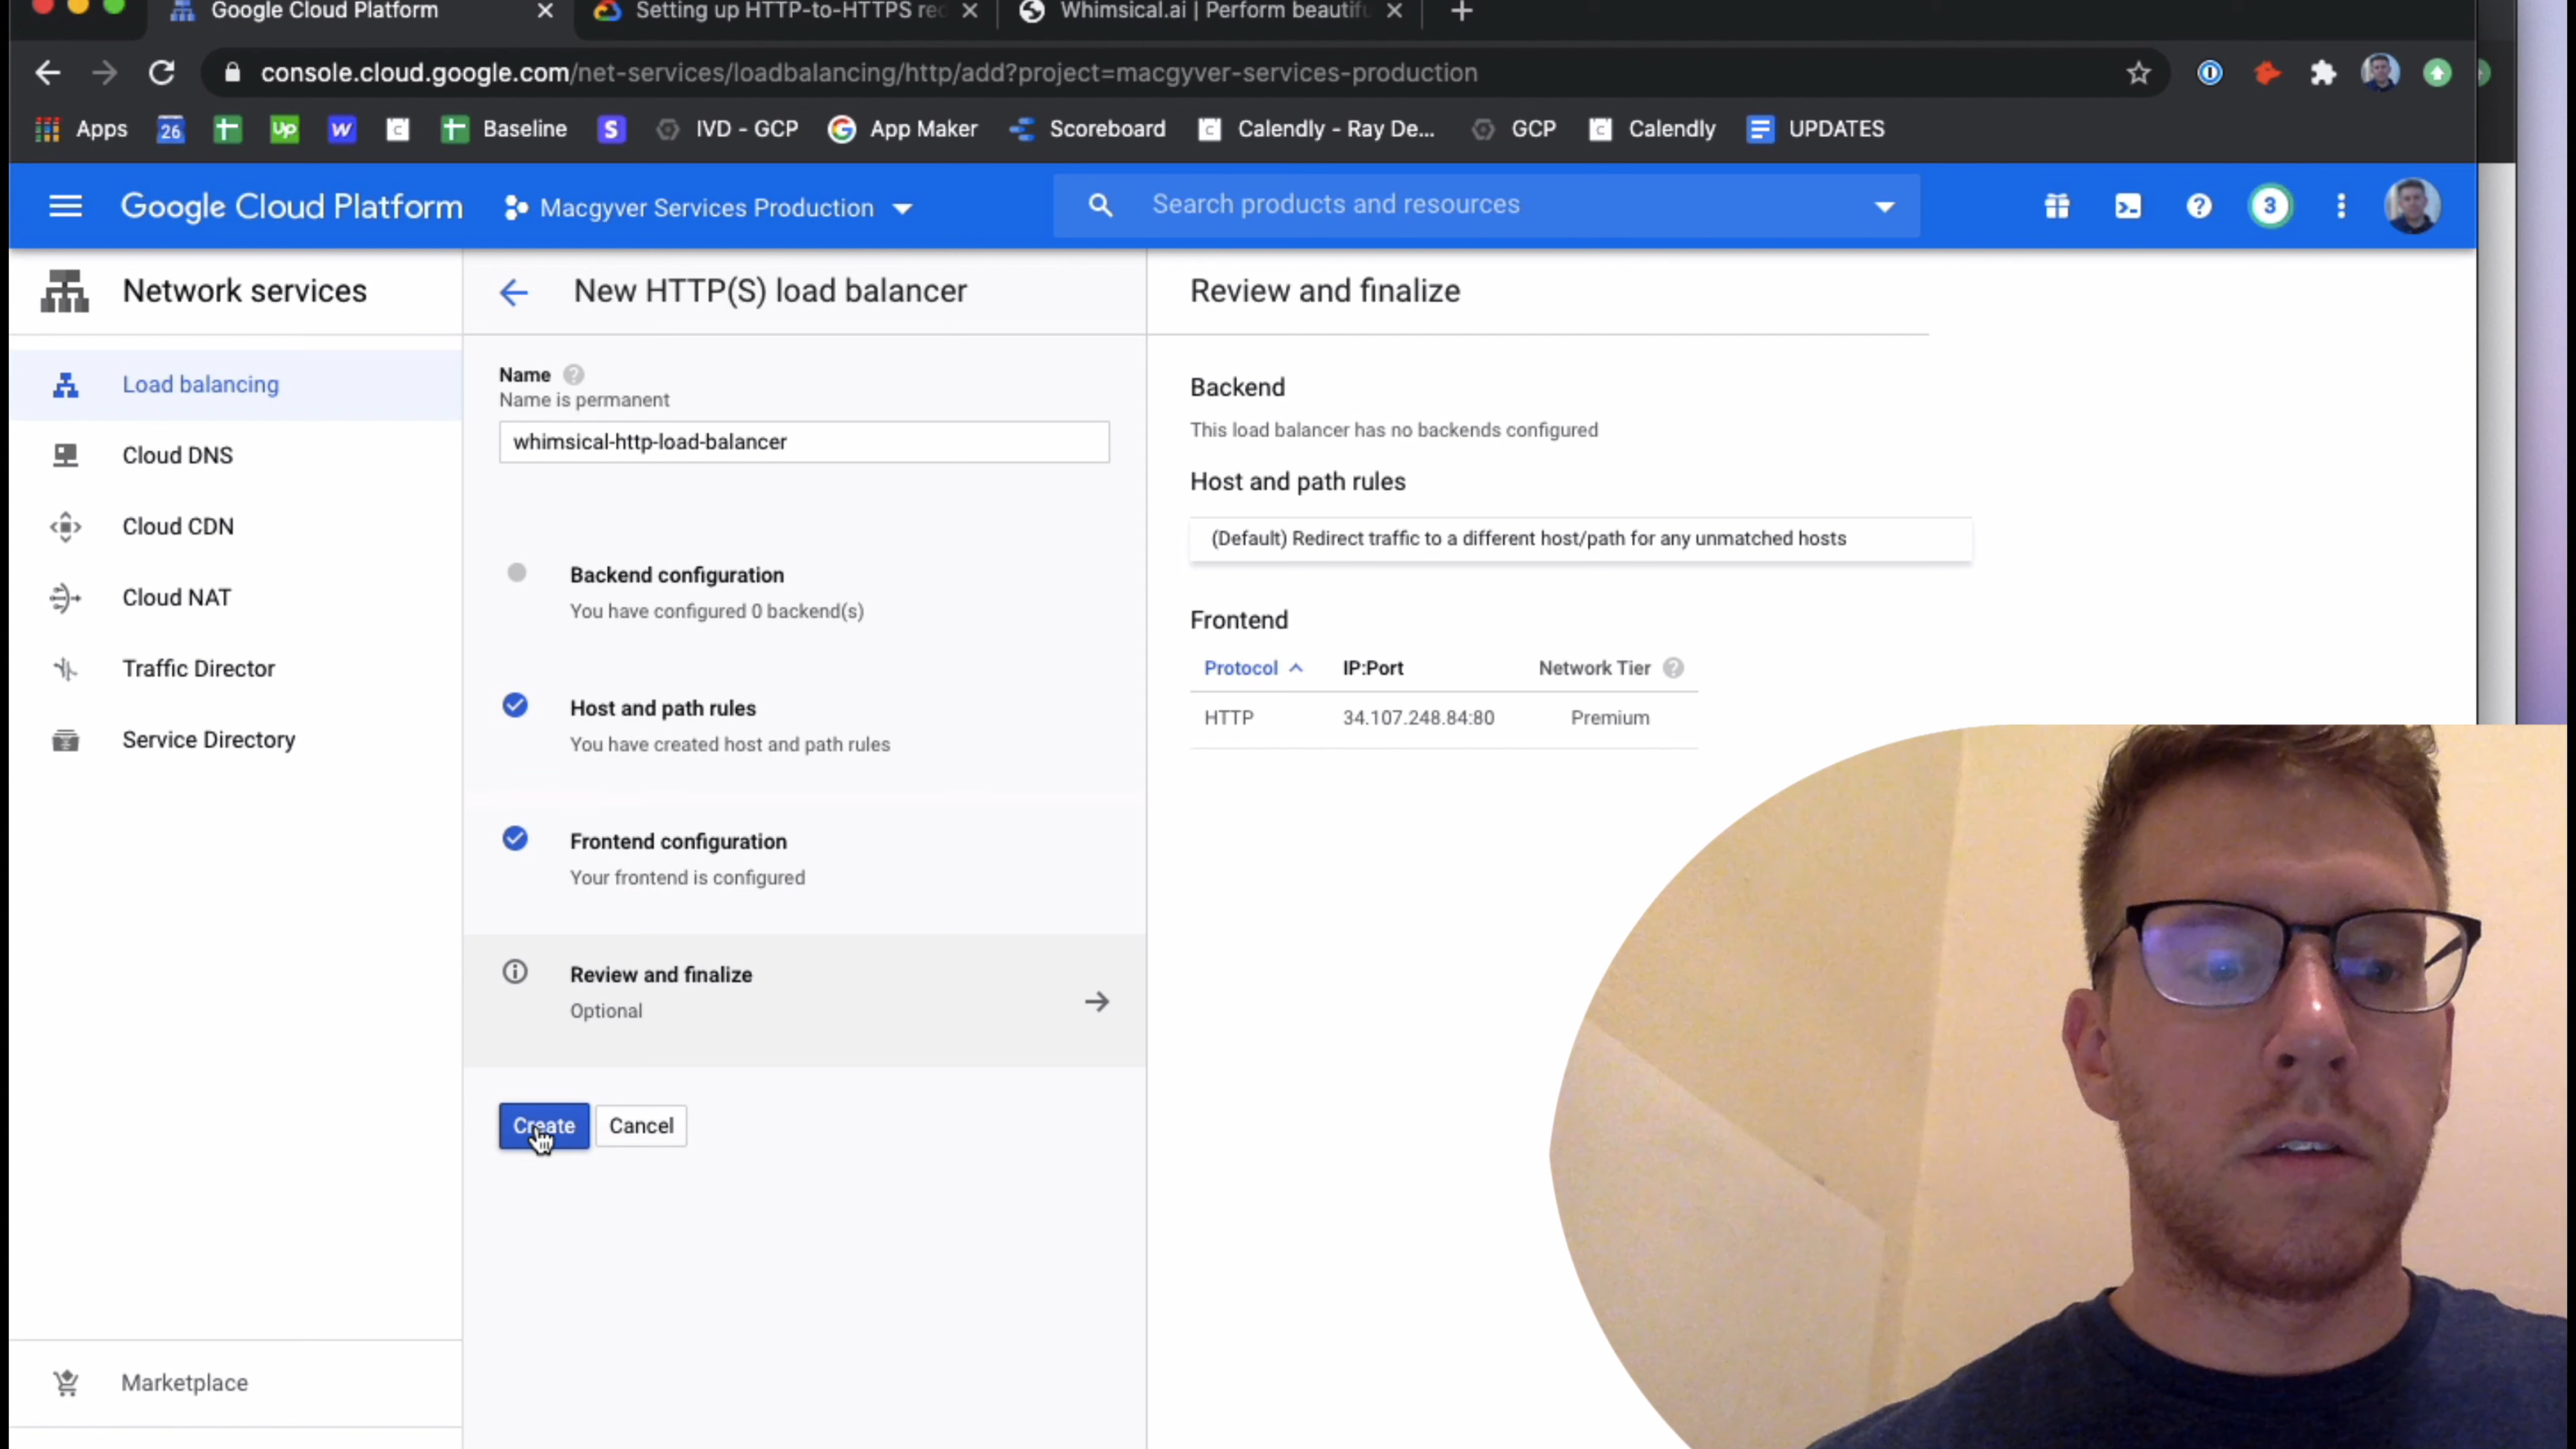 Google Cloud Platform
Setting up HTTP-to-HTTPS red
Whimsical.ai | Perform beautifu
console.cloud.google.com/net-services/loadbalancing/http/add?project=macgyver-services-production
Apps 26 Up W C Baseline S IVD - GCP App Maker Scoreboard C Calendly - Ray De... GCP C Calendly UPDATES
Google Cloud Platform
Macgyver Services Production
Search products and resources
? 3
Network services
Load balancing
Cloud DNS
Cloud CDN
Cloud NAT
Traffic Director
Service Directory
Marketplace
New HTTP(S) load balancer
Name ?
Name is permanent
whimsical-http-load-balancer
Backend configuration
You have configured 0 backend(s)
Host and path rules
You have created host and path rules
Frontend configuration
Your frontend is configured
Review and finalize
Optional
Create Cancel
Review and finalize
Backend
This load balancer has no backends configured
Host and path rules
(Default) Redirect traffic to a different host/path for any unmatched hosts
Frontend
Protocol IP:Port Network Tier ?
HTTP 34.107.248.84:80 Premium